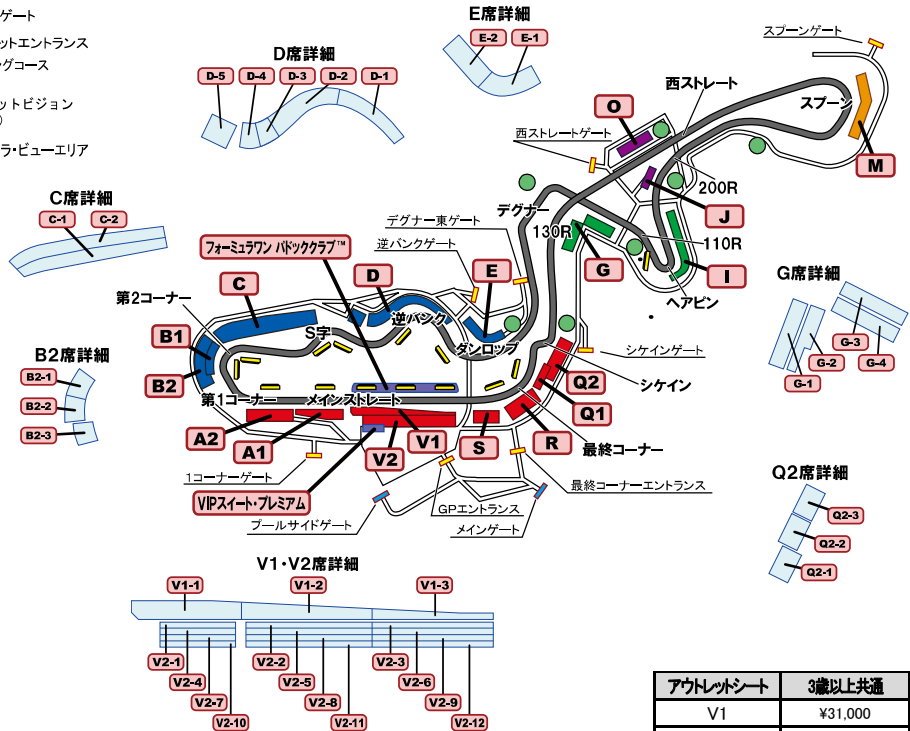 ゲート
ットエントランス
グコース
ットビジョン
)
ラ・ビューエリア
D席詳細
D-5
D-4
D-3
D-2
D-1
E席詳細
E-2
E-1
スプーンゲート
西ストレート
スプーン
O
西ストレートゲート
M
200R
J
デグナー
110R
130R
G
I
ヘアピン
C席詳細
C-1
C-2
デグナー東ゲート
逆バンクゲート
フォーミュラワン パドッククラブ™
D
E
C
第2コーナー
S字
逆バンク
ダンロップ
B1
B2
G席詳細
G-3
G-4
G-2
G-1
B2席詳細
B2-1
B2-2
B2-3
シケインゲート
シケイン
Q2
Q1
第1コーナー
メインストレート
A2
A1
V2
V1
S
R
最終コーナー
1コーナーゲート
VIPスイート・プレミアム
プールサイドゲート
GPエントランス
メインゲート
最終コーナーエントランス
Q2席詳細
Q2-3
Q2-2
Q2-1
V1・V2席詳細
V1-1
V1-2
V1-3
V2-1
V2-2
V2-3
V2-4
V2-5
V2-6
V2-7
V2-8
V2-9
V2-10
V2-11
V2-12
アウトレットシート 3歳以上共通
V1 ¥31,000